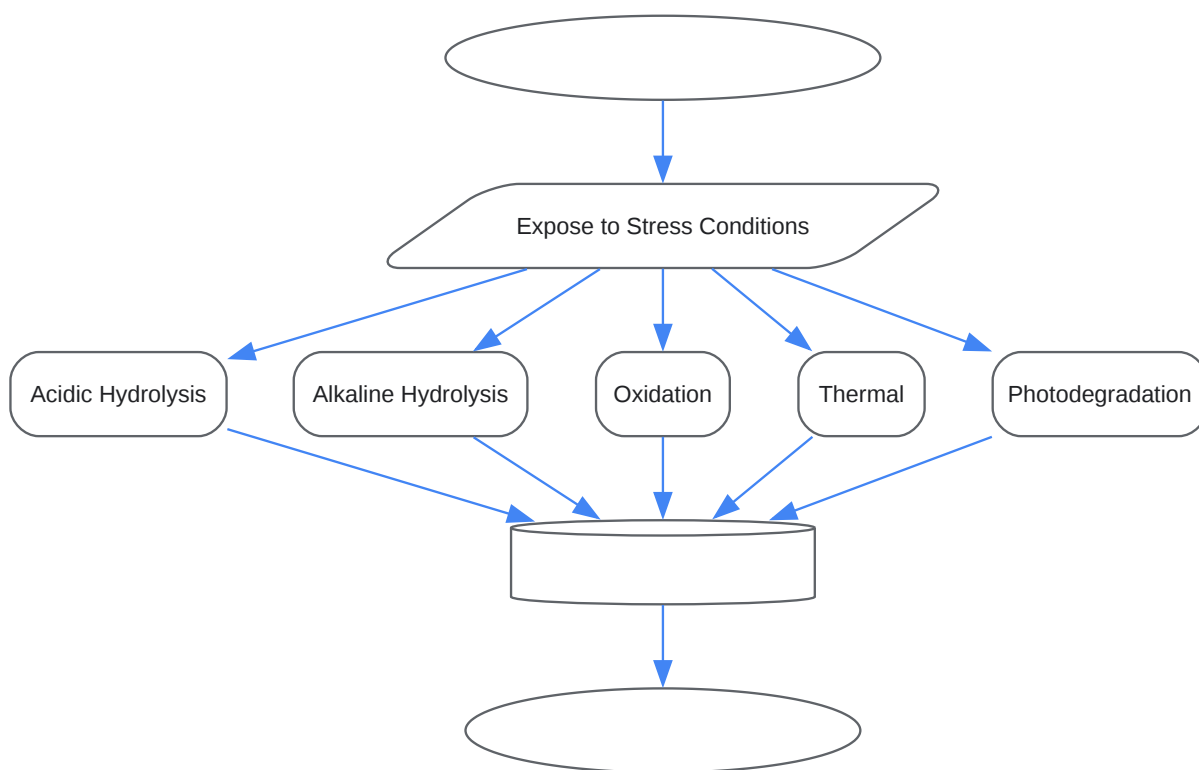 Expose to Stress Conditions
Acidic Hydrolysis
Alkaline Hydrolysis
Oxidation
Thermal
Photodegradation